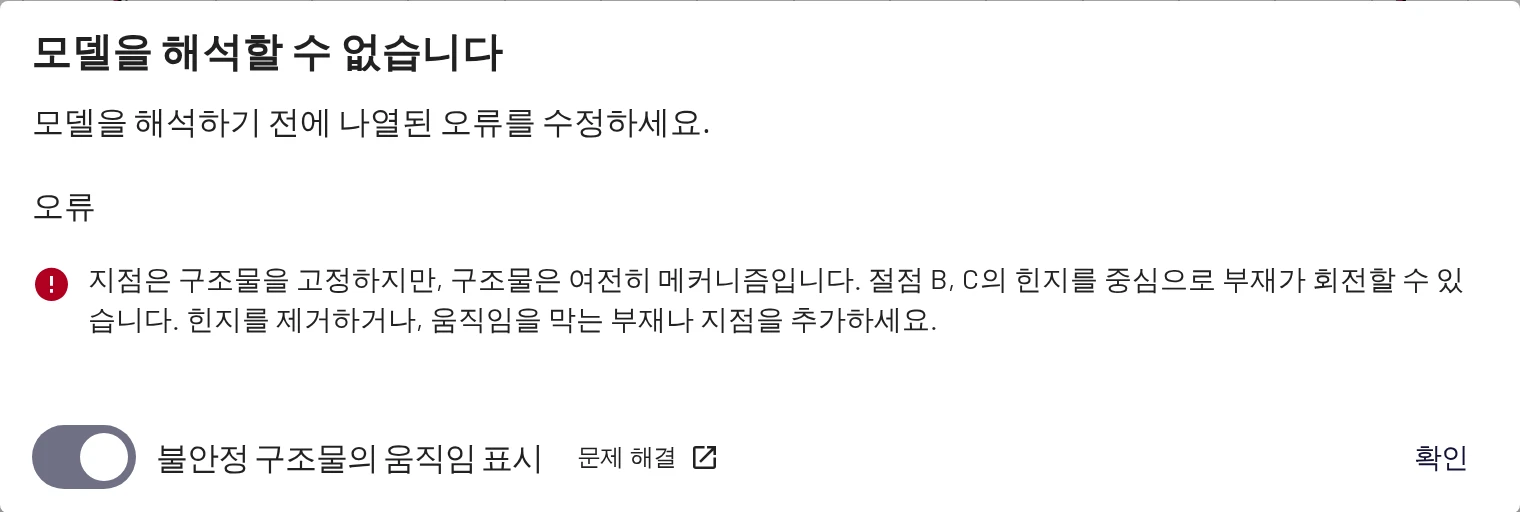 모델을 해석할 수 없습니다
모델을 해석하기 전에 나열된 오류를 수정하세요.
오류
지점은 구조물을 고정하지만, 구조물은 여전히 메커니즘입니다. 절점 B, C의 힌지를 중심으로 부재가 회전할 수 있
습니다. 힌지를 제거하거나, 움직임을 막는 부재나 지점을 추가하세요.
불안정 구조물의 움직임 표시 문제 해결 확인